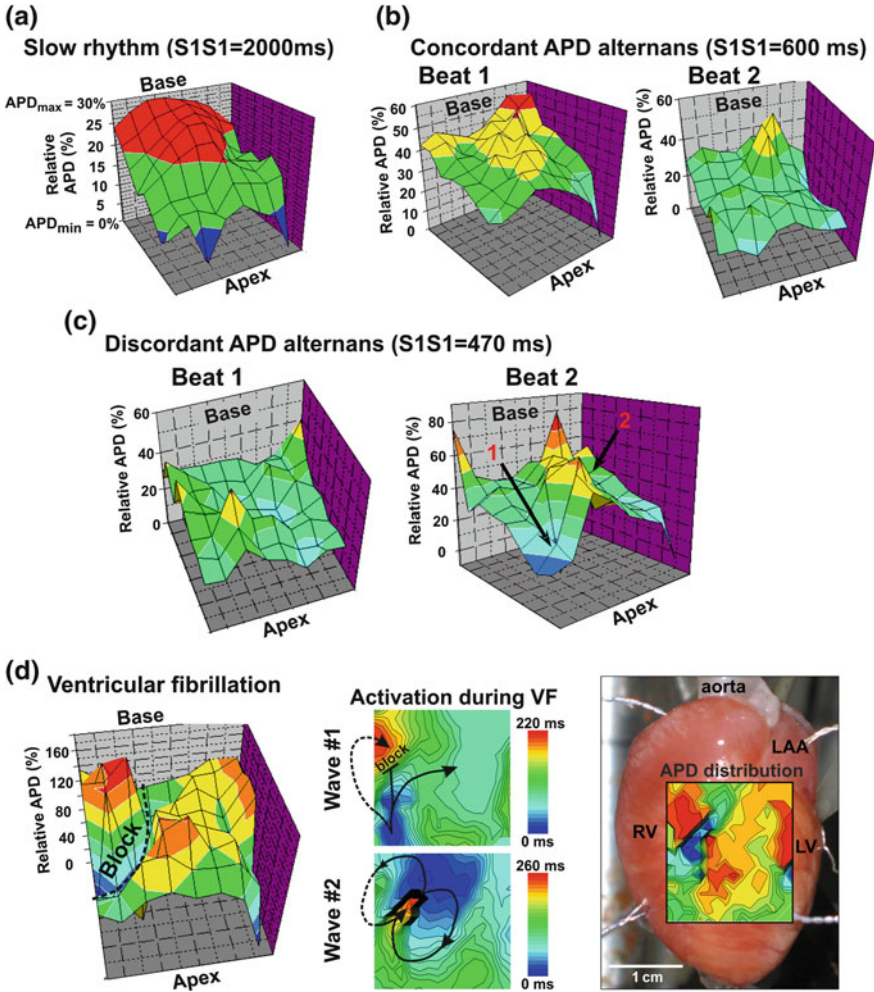 (a)
Slow rhythm (S1S1=2000ms)
Base
APDmax = 30%
25
20
15
10
5
APDmin = 0%
Relative APD (%)
Apex
(b)
Concordant APD alternans (S1S1=600 ms)
Beat 1
Base
60
50
40
30
20
10
0
Relative APD (%)
Apex
Beat 2
Base
60
40
20
0
Relative APD (%)
Apex
(c)
Discordant APD alternans (S1S1=470 ms)
Beat 1
Base
60
40
20
0
Relative APD (%)
Apex
Beat 2
Base
80
60
40
20
0
Relative APD (%)
1
2
Apex
(d)
Ventricular fibrillation
Base
160
120
80
40
0
Relative APD (%)
Block
Apex
Activation during VF
Wave #1
block
220 ms
0 ms
Wave #2
260 ms
0 ms
aorta
LAA
APD distribution
RV
LV
1 cm